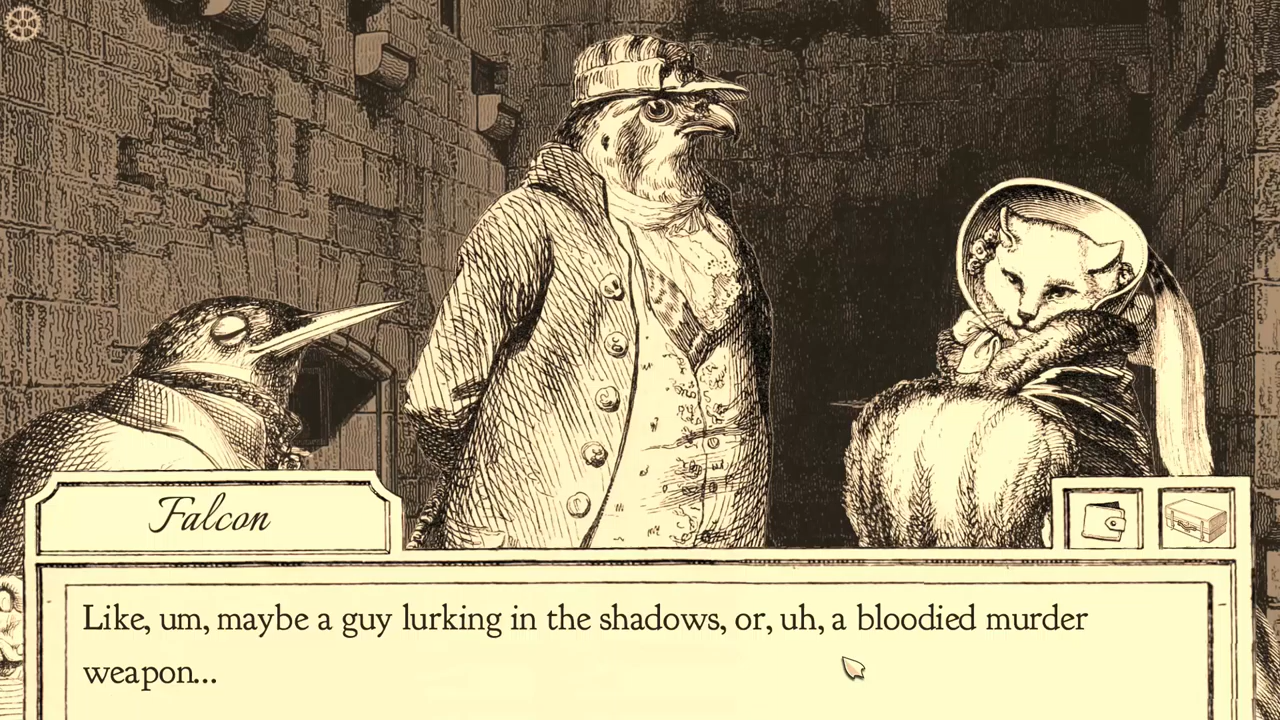 Falcon
Like, um, maybe a guy lurking in the shadows, or, uh, a bloodied murder
weapon...